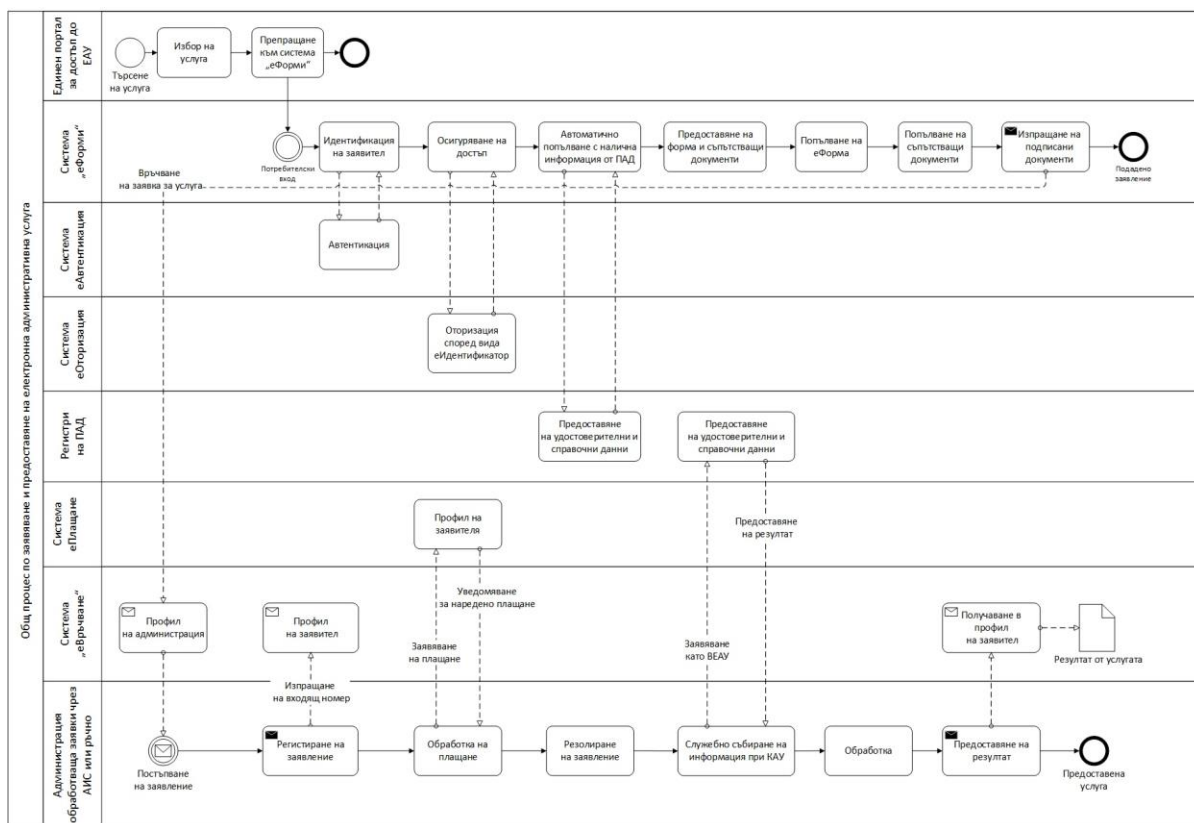 Общ процес по заявяване и предоставяне на електронна административна услуга
Единен портал
за достъп до
ЕАУ
Търсене
на услуга
Избор на
услуга
Препращане
към система
„еФорми“
Система
„еФорми“
Потребителски
вход
Идентификация
на заявител
Осигуряване на
достъп
Автоматично
попълване с налична
информация от ПАД
Предоставяне на
форма и съпътстващи
документи
Попълване на
еФорма
Попълване на
съпътстващи
документи
Изпращане на
подписани
документи
Подадено
заявление
Връчване
на заявка за услуга
Система
еАвтентикация
Автентикация
Система
еОторизация
Оторизация
според вида
еИдентификатор
Регистри
на ПАД
Предоставяне
на удостоверителни и
справочни данни
Предоставяне
на удостоверителни и
справочни данни
Система
еПлащане
Профил на
заявителя
Предоставяне
на резултат
Система
„еВръчване“
Профил
на администрация
Профил
на заявител
Уведомяване
за наредено плащане
Заявяване
на плащане
Заявяване
като ВЕАУ
Получаване в
профил
на заявител
Резултат от услугата
Изпращане
на входящ номер
Администрация
обработваща заявки чрез
АИС или ръчно
Постъпване
на заявление
Регистриране на
заявление
Обработка на
плащане
Резолиране
на заявление
Служебно събиране на
информация при КАУ
Обработка
Предоставяне на
резултат
Предоставена
услуга